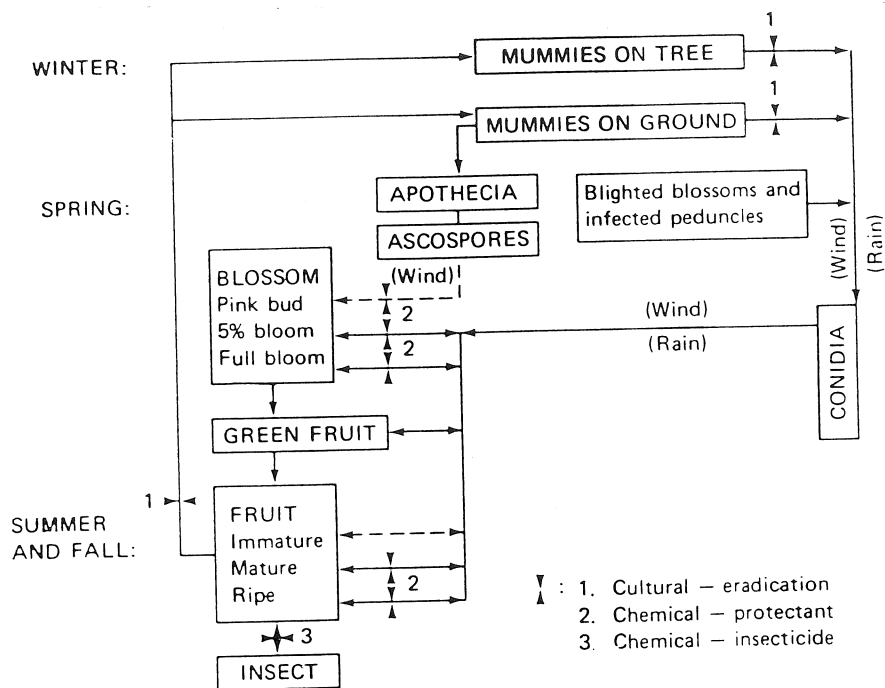 1
WINTER:
MUMMIES ON TREE
1
MUMMIES ON GROUND
SPRING:
APOTHECIA
ASCOSPORES
Blighted blossoms and
infected peduncles
(Wind)
(Rain)
(Wind)
BLOSSOM
Pink bud
5% bloom
Full bloom
2
2
(Wind)
(Rain)
CONIDIA
GREEN FRUIT
1
SUMMER
AND FALL:
FRUIT
Immature
Mature
Ripe
2
3
INSECT
: 1. Cultural – eradication
2. Chemical – protectant
3. Chemical – insecticide